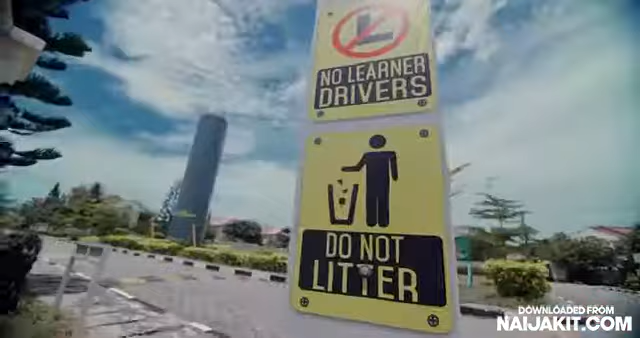 L
NO LEARNER
DRIVERS
DO NOT
LITTER
DOWNLOADED FROM
NAIJAKIT.COM